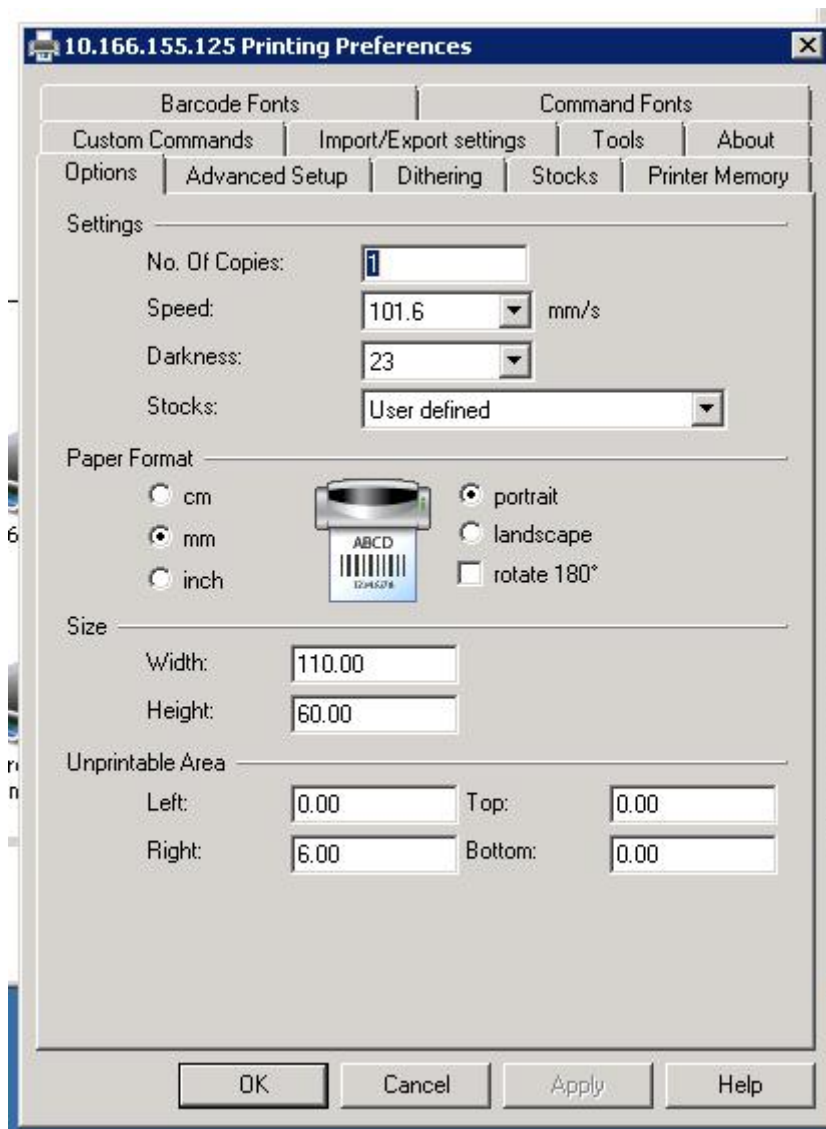 10.166.155.125 Printing Preferences
Barcode Fonts Command Fonts
Custom Commands Import/Export settings Tools About
Options Advanced Setup Dithering Stocks Printer Memory
Settings
No. Of Copies: 1
Speed: 101.6 mm/s
Darkness: 23
Stocks: User defined
Paper Format
cm portrait
mm landscape
inch rotate 180°
ABCD
Size
Width: 110.00
Height: 60.00
Unprintable Area
Left: 0.00 Top: 0.00
Right: 6.00 Bottom: 0.00
OK Cancel Apply Help